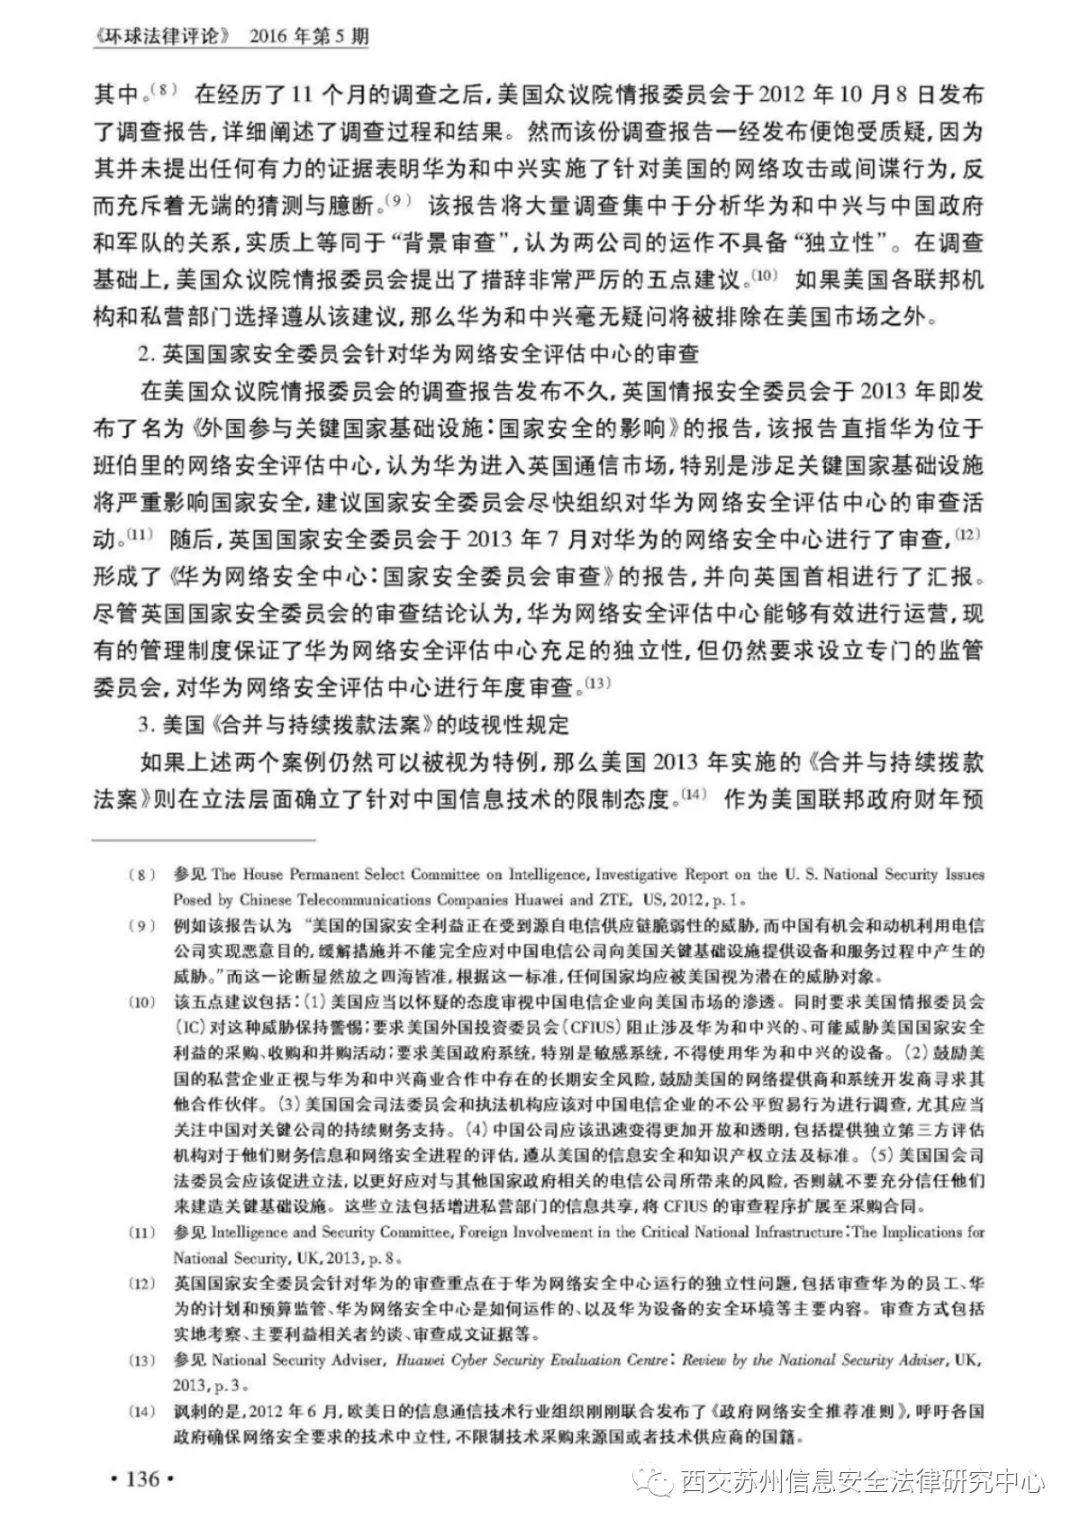 《环球法律评论》 2016 年第 5 期
其中。(8) 在经历了 11 个月的调查之后,美国众议院情报委员会于 2012 年 10 月 8 日发布
了调查报告,详细阐述了调查过程和结果。然而该份调查报告一经发布便饱受质疑,因为
其并未提出任何有力的证据表明华为和中兴实施了针对美国的网络攻击或间谍行为,反
而充斥着无端的猜测与臆断。(9) 该报告将大量调查集中于分析华为和中兴与中国政府
和军队的关系,实质上等同于“背景审查”,认为两公司的运作不具备“独立性”。在调查
基础上,美国众议院情报委员会提出了措辞非常严厉的五点建议。(10) 如果美国各联邦机
构和私营部门选择遵从该建议,那么华为和中兴毫无疑问将被排除在美国市场之外。
2. 英国国家安全委员会针对华为网络安全评估中心的审查
在美国众议院情报委员会的调查报告发布不久,英国情报安全委员会于 2013 年即发
布了名为《外国参与关键国家基础设施:国家安全的影响》的报告,该报告直指华为位于
班伯里的网络安全评估中心,认为华为进入英国通信市场,特别是涉足关键国家基础设施
将严重影响国家安全,建议国家安全委员会尽快组织对华为网络安全评估中心的审查活
动。(11) 随后,英国国家安全委员会于 2013 年 7 月对华为的网络安全中心进行了审查,(12)
形成了《华为网络安全中心:国家安全委员会审查》的报告,并向英国首相进行了汇报。
尽管英国国家安全委员会的审查结论认为,华为网络安全评估中心能够有效进行运营,现
有的管理制度保证了华为网络安全评估中心充足的独立性,但仍然要求设立专门的监管
委员会,对华为网络安全评估中心进行年度审查。(13)
3. 美国《合并与持续拨款法案》的歧视性规定
如果上述两个案例仍然可以被视为特例,那么美国 2013 年实施的《合并与持续拨款
法案》则在立法层面确立了针对中国信息技术的限制态度。(14) 作为美国联邦政府财年预
(8) 参见 The House Permanent Select Committee on Intelligence, Investigative Report on the U. S. National Security Issues
Posed by Chinese Telecommunications Companies Huawei and ZTE, US, 2012, p. 1。
(9) 例如该报告认为 “美国的国家安全利益正在受到源自电信供应链脆弱性的威胁,而中国有机会和动机利用电信
公司实现恶意目的,缓解措施并不能完全应对中国电信公司向美国关键基础设施提供设备和服务过程中产生的
威胁。”而这一论断显然放之四海皆准,根据这一标准,任何国家均应被美国视为潜在的威胁对象。
(10) 该五点建议包括:(1)美国应当以怀疑的态度审视中国电信企业向美国市场的渗透。同时要求美国情报委员会
(IC)对这种威胁保持警惕;要求美国外国投资委员会(CFIUS)阻止涉及华为和中兴的、可能威胁美国国家安全
利益的采购、收购和并购活动;要求美国政府系统,特别是敏感系统,不得使用华为和中兴的设备。(2)鼓励美
国的私营企业正视与华为和中兴商业合作中存在的长期安全风险,鼓励美国的网络提供商和系统开发商寻求其
他合作伙伴。(3)美国国会司法委员会和执法机构应该对中国电信企业的不公平贸易行为进行调查,尤其应当
关注中国对关键公司的持续财务支持。(4)中国公司应该迅速变得更加开放和透明,包括提供独立第三方评估
机构对于他们财务信息和网络安全进程的评估,遵从美国的信息安全和知识产权立法及标准。(5)美国国会司
法委员会应该促进立法,以更好应对与其他国家政府相关的电信公司所带来的风险,否则就不要充分信任他们
来建造关键基础设施。这些立法包括增进私营部门的信息共享,将 CFIUS 的审查程序扩展至采购合同。
(11) 参见 Intelligence and Security Committee, Foreign Involvement in the Critical National Infrastructure:The Implications for
National Security, UK, 2013, p. 8。
(12) 英国国家安全委员会针对华为的审查重点在于华为网络安全中心运行的独立性问题,包括审查华为的员工、华
为的计划和预算监管、华为网络安全中心是如何运作的、以及华为设备的安全环境等主要内容。审查方式包括
实地考察、主要利益相关者约谈、审查成文证据等。
(13) 参见 National Security Adviser, Huawei Cyber Security Evaluation Centre: Review by the National Security Adviser, UK,
2013, p. 3。
(14) 讽刺的是,2012 年 6 月,欧美日的信息通信技术行业组织刚刚联合发布了《政府网络安全推荐准则》,呼吁各国
政府确保网络安全要求的技术中立性,不限制技术采购来源国或者技术供应商的国籍。
· 136 ·
西交苏州信息安全法律研究中心